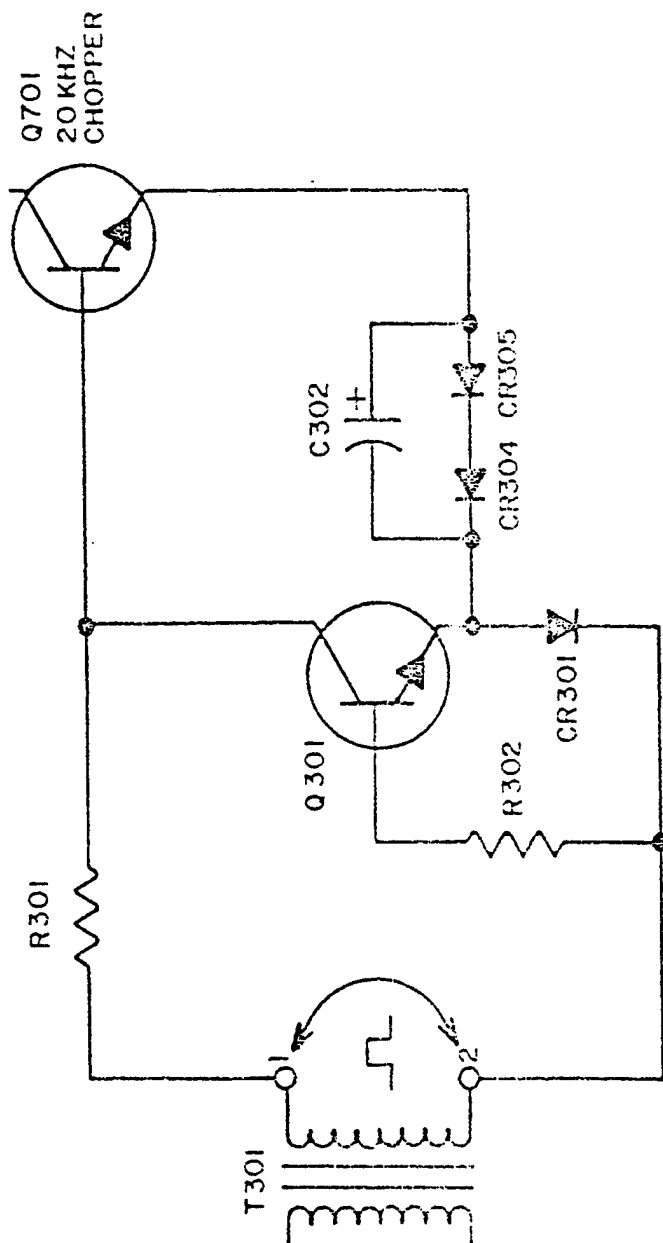 Q701
20 KHZ
CHOPPER
C302
+
CR304
CR305
Q301
CR301
R302
R301
1
2
T301